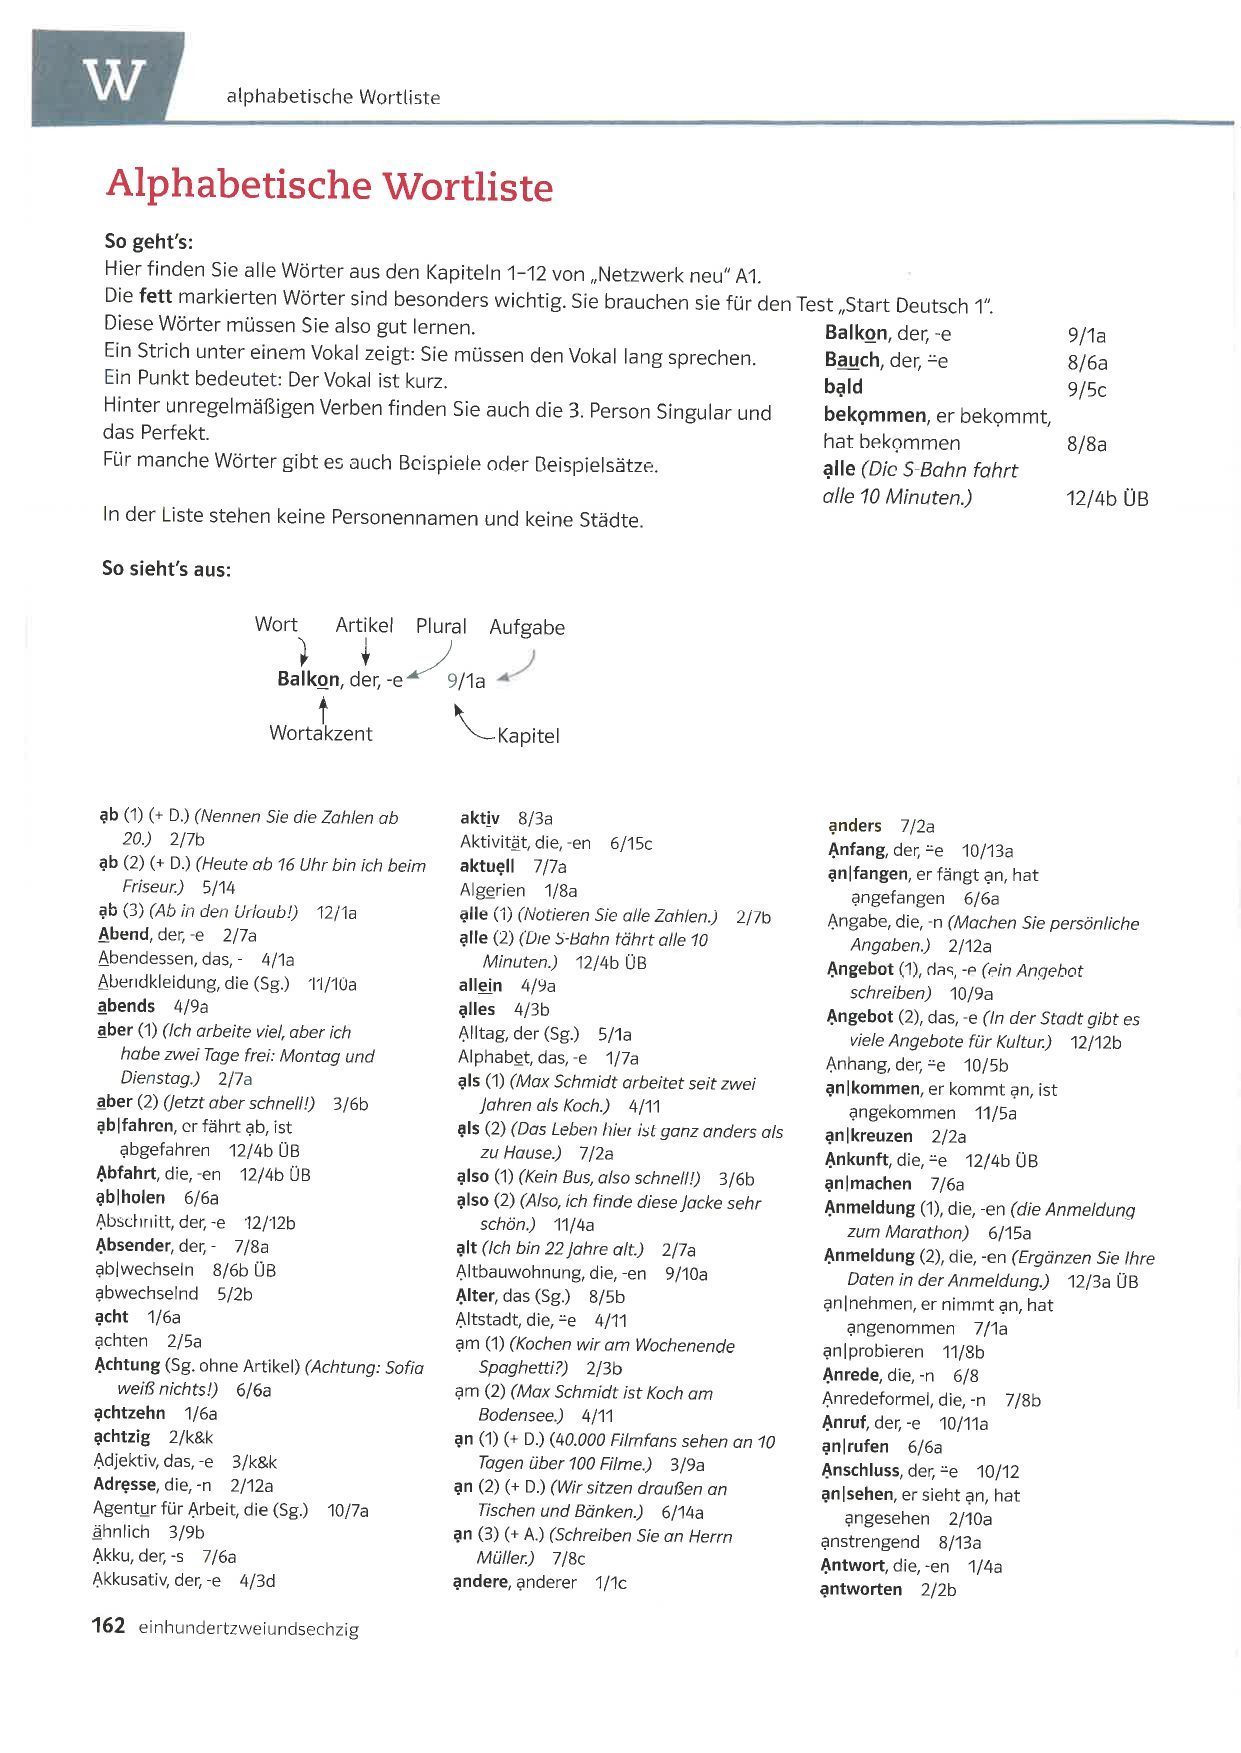 W
alphabetische Wortliste
Alphabetische Wortliste
So geht's:
Hier finden Sie alle Wörter aus den Kapiteln 1–12 von „Netzwerk neu“ A1.
Die fett markierten Wörter sind besonders wichtig. Sie brauchen sie für den Test „Start Deutsch 1“.
Diese Wörter müssen Sie also gut lernen.
Ein Strich unter einem Vokal zeigt: Sie müssen den Vokal lang sprechen.
Ein Punkt bedeutet: Der Vokal ist kurz.
Hinter unregelmäßigen Verben finden Sie auch die 3. Person Singular und
das Perfekt.
Für manche Wörter gibt es auch Beispiele oder Beispielsätze.
In der Liste stehen keine Personennamen und keine Städte.
Balkon, der, -e 9/1a
Bauch, der, ¨-e 8/6a
bald 9/5c
bekommen, er bekommt,
hat bekommen 8/8a
alle (Die S-Bahn fährt
alle 10 Minuten.) 12/4b ÜB
So sieht's aus:
Wort Artikel Plural Aufgabe
Balkon, der, -e 9/1a
Wortakzent Kapitel
ab (1) (+ D.) (Nennen Sie die Zahlen ab
20.) 2/7b
ab (2) (+ D.) (Heute ab 16 Uhr bin ich beim
Friseur.) 5/14
ab (3) (Ab in den Urlaub!) 12/1a
Abend, der, -e 2/7a
Abendessen, das, - 4/1a
Abendkleidung, die (Sg.) 11/10a
abends 4/9a
aber (1) (Ich arbeite viel, aber ich
habe zwei Tage frei: Montag und
Dienstag.) 2/7a
aber (2) (Jetzt aber schnell!) 3/6b
ab|fahren, er fährt ab, ist
abgefahren 12/4b ÜB
Abfahrt, die, -en 12/4b ÜB
ab|holen 6/6a
Abschnitt, der, -e 12/12b
Absender, der, - 7/8a
ab|wechseln 8/6b ÜB
abwechselnd 5/2b
acht 1/6a
achten 2/5a
Achtung (Sg. ohne Artikel) (Achtung: Sofia
weiß nichts!) 6/6a
achtzehn 1/6a
achtzig 2/k&k
Adjektiv, das, -e 3/k&k
Adresse, die, -n 2/12a
Agentur für Arbeit, die (Sg.) 10/7a
ähnlich 3/9b
Akku, der, -s 7/6a
Akkusativ, der, -e 4/3d
aktiv 8/3a
Aktivität, die, -en 6/15c
aktuell 7/7a
Algerien 1/8a
alle (1) (Notieren Sie alle Zahlen.) 2/7b
alle (2) (Die S-Bahn fährt alle 10
Minuten.) 12/4b ÜB
allein 4/9a
alles 4/3b
Alltag, der (Sg.) 5/1a
Alphabet, das, -e 1/7a
als (1) (Max Schmidt arbeitet seit zwei
Jahren als Koch.) 4/11
als (2) (Das Leben hier ist ganz anders als
zu Hause.) 7/2a
also (1) (Kein Bus, also schnell!) 3/6b
also (2) (Also, ich finde diese Jacke sehr
schön.) 11/4a
alt (Ich bin 22 Jahre alt.) 2/7a
Altbauwohnung, die, -en 9/10a
Alter, das (Sg.) 8/5b
Altstadt, die, ¨-e 4/11
am (1) (Kochen wir am Wochenende
Spaghetti?) 2/3b
am (2) (Max Schmidt ist Koch am
Bodensee.) 4/11
an (1) (+ D.) (40.000 Filmfans sehen an 10
Tagen über 100 Filme.) 3/9a
an (2) (+ D.) (Wir sitzen draußen an
Tischen und Bänken.) 6/14a
an (3) (+ A.) (Schreiben Sie an Herrn
Müller.) 7/8c
andere, anderer 1/1c
anders 7/2a
Anfang, der, ¨-e 10/13a
an|fangen, er fängt an, hat
angefangen 6/6a
Angabe, die, -n (Machen Sie persönliche
Angaben.) 2/12a
Angebot (1), das, -e (ein Angebot
schreiben) 10/9a
Angebot (2), das, -e (In der Stadt gibt es
viele Angebote für Kultur.) 12/12b
Anhang, der, ¨-e 10/5b
an|kommen, er kommt an, ist
angekommen 11/5a
an|kreuzen 2/2a
Ankunft, die, ¨-e 12/4b ÜB
an|machen 7/6a
Anmeldung (1), die, -en (die Anmeldung
zum Marathon) 6/15a
Anmeldung (2), die, -en (Ergänzen Sie Ihre
Daten in der Anmeldung.) 12/3a ÜB
an|nehmen, er nimmt an, hat
angenommen 7/1a
an|probieren 11/8b
Anrede, die, -n 6/8
Anredeformel, die, -n 7/8b
Anruf, der, -e 10/11a
an|rufen 6/6a
Anschluss, der, ¨-e 10/12
an|sehen, er sieht an, hat
angesehen 2/10a
anstrengend 8/13a
Antwort, die, -en 1/4a
antworten 2/2b
162 einhundertzweiundsechzig